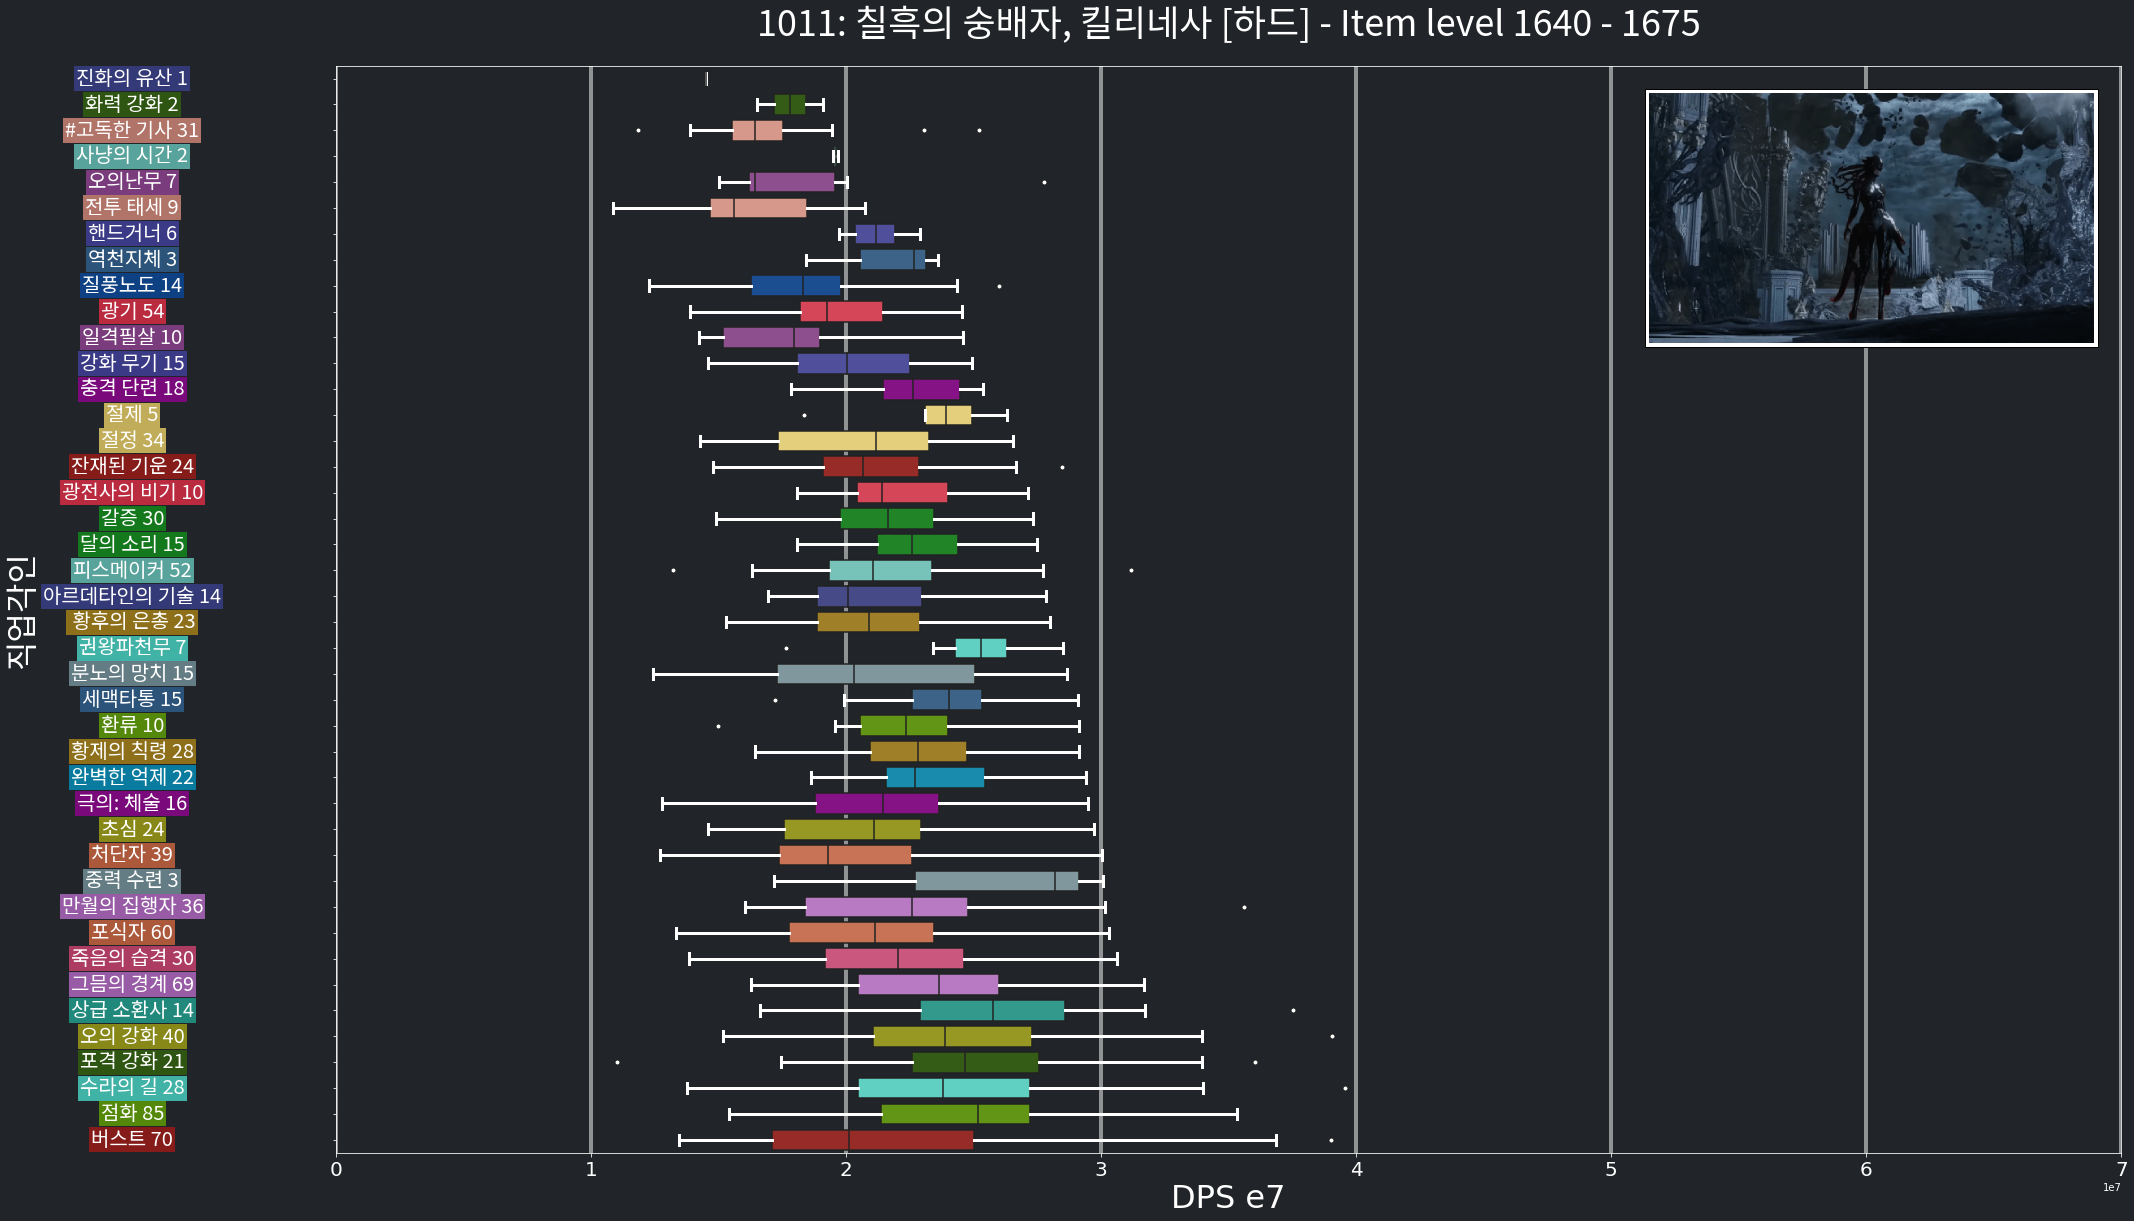 1011: 칠흑의 숭배자, 킬리네사 [하드] - Item level 1640 - 1675
진화의 유산 1
화력 강화 2
#고독한 기사 31
사냥의 시간 2
오의난무 7
전투 태세 9
핸드거너 6
역천지체 3
질풍노도 14
광기 54
일격필살 10
강화 무기 15
충격 단련 18
절제 5
절정 34
잔재된 기운 24
광전사의 비기 10
갈증 30
달의 소리 15
피스메이커 52
아르데타인의 기술 14
황후의 은총 23
권왕파천무 7
분노의 망치 15
세맥타통 15
환류 10
황제의 칙령 28
완벽한 억제 22
극의: 체술 16
초심 24
처단자 39
중력 수련 3
만월의 집행자 36
포식자 60
죽음의 습격 30
그믐의 경계 69
상급 소환사 14
오의 강화 40
포격 강화 21
수라의 길 28
점화 85
버스트 70
직업각인
0 1 2 3 4 5 6 7
1e7
DPS e7